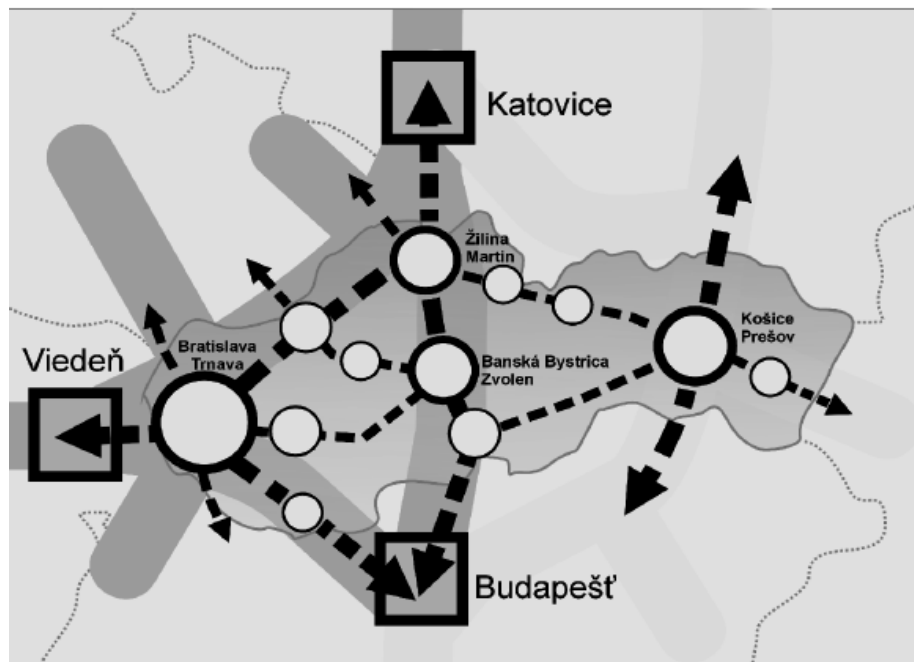 Katovice
Žilina
Martin
Košice
Prešov
Bratislava
Trnava
Viedeň
Banská Bystrica
Zvolen
Budapešť